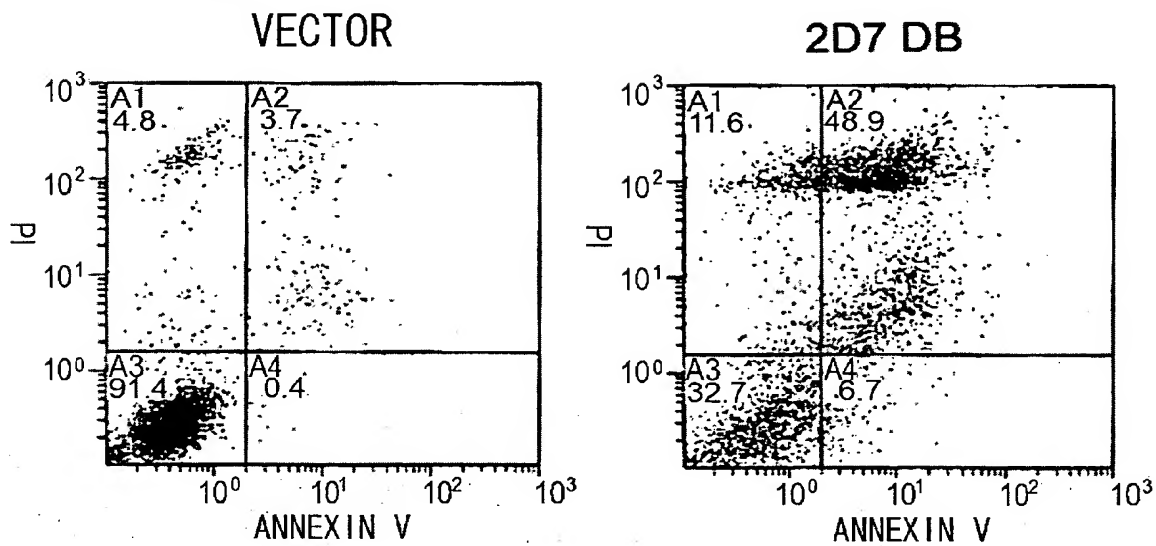 VECTOR
10³
A1
4.8
A2
3.7
10²
PI
10¹
10⁰
A3
91.4
A4
0.4
10⁰ 10¹ 10² 10³
ANNEXIN V
2D7 DB
10³
A1
11.6
A2
48.9
10²
PI
10¹
10⁰
A3
32.7
A4
6.7
10⁰ 10¹ 10² 10³
ANNEXIN V